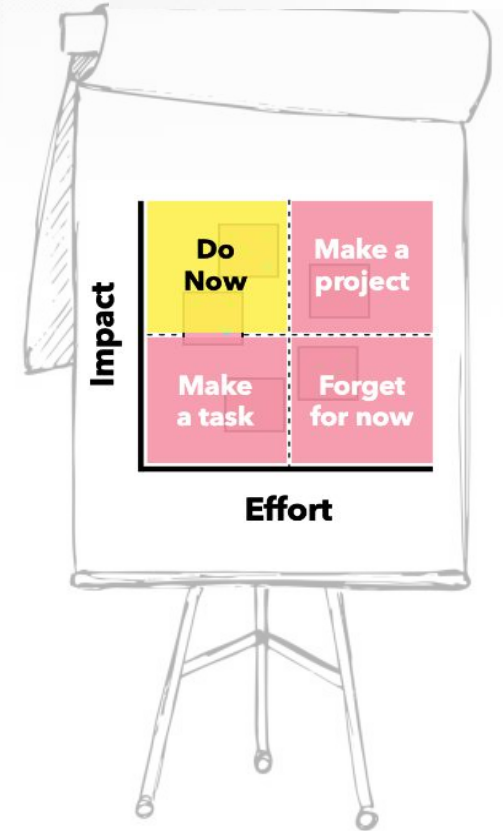 Do
Now
Make a
project
Impact
Make
a task
Forget
for now
Effort